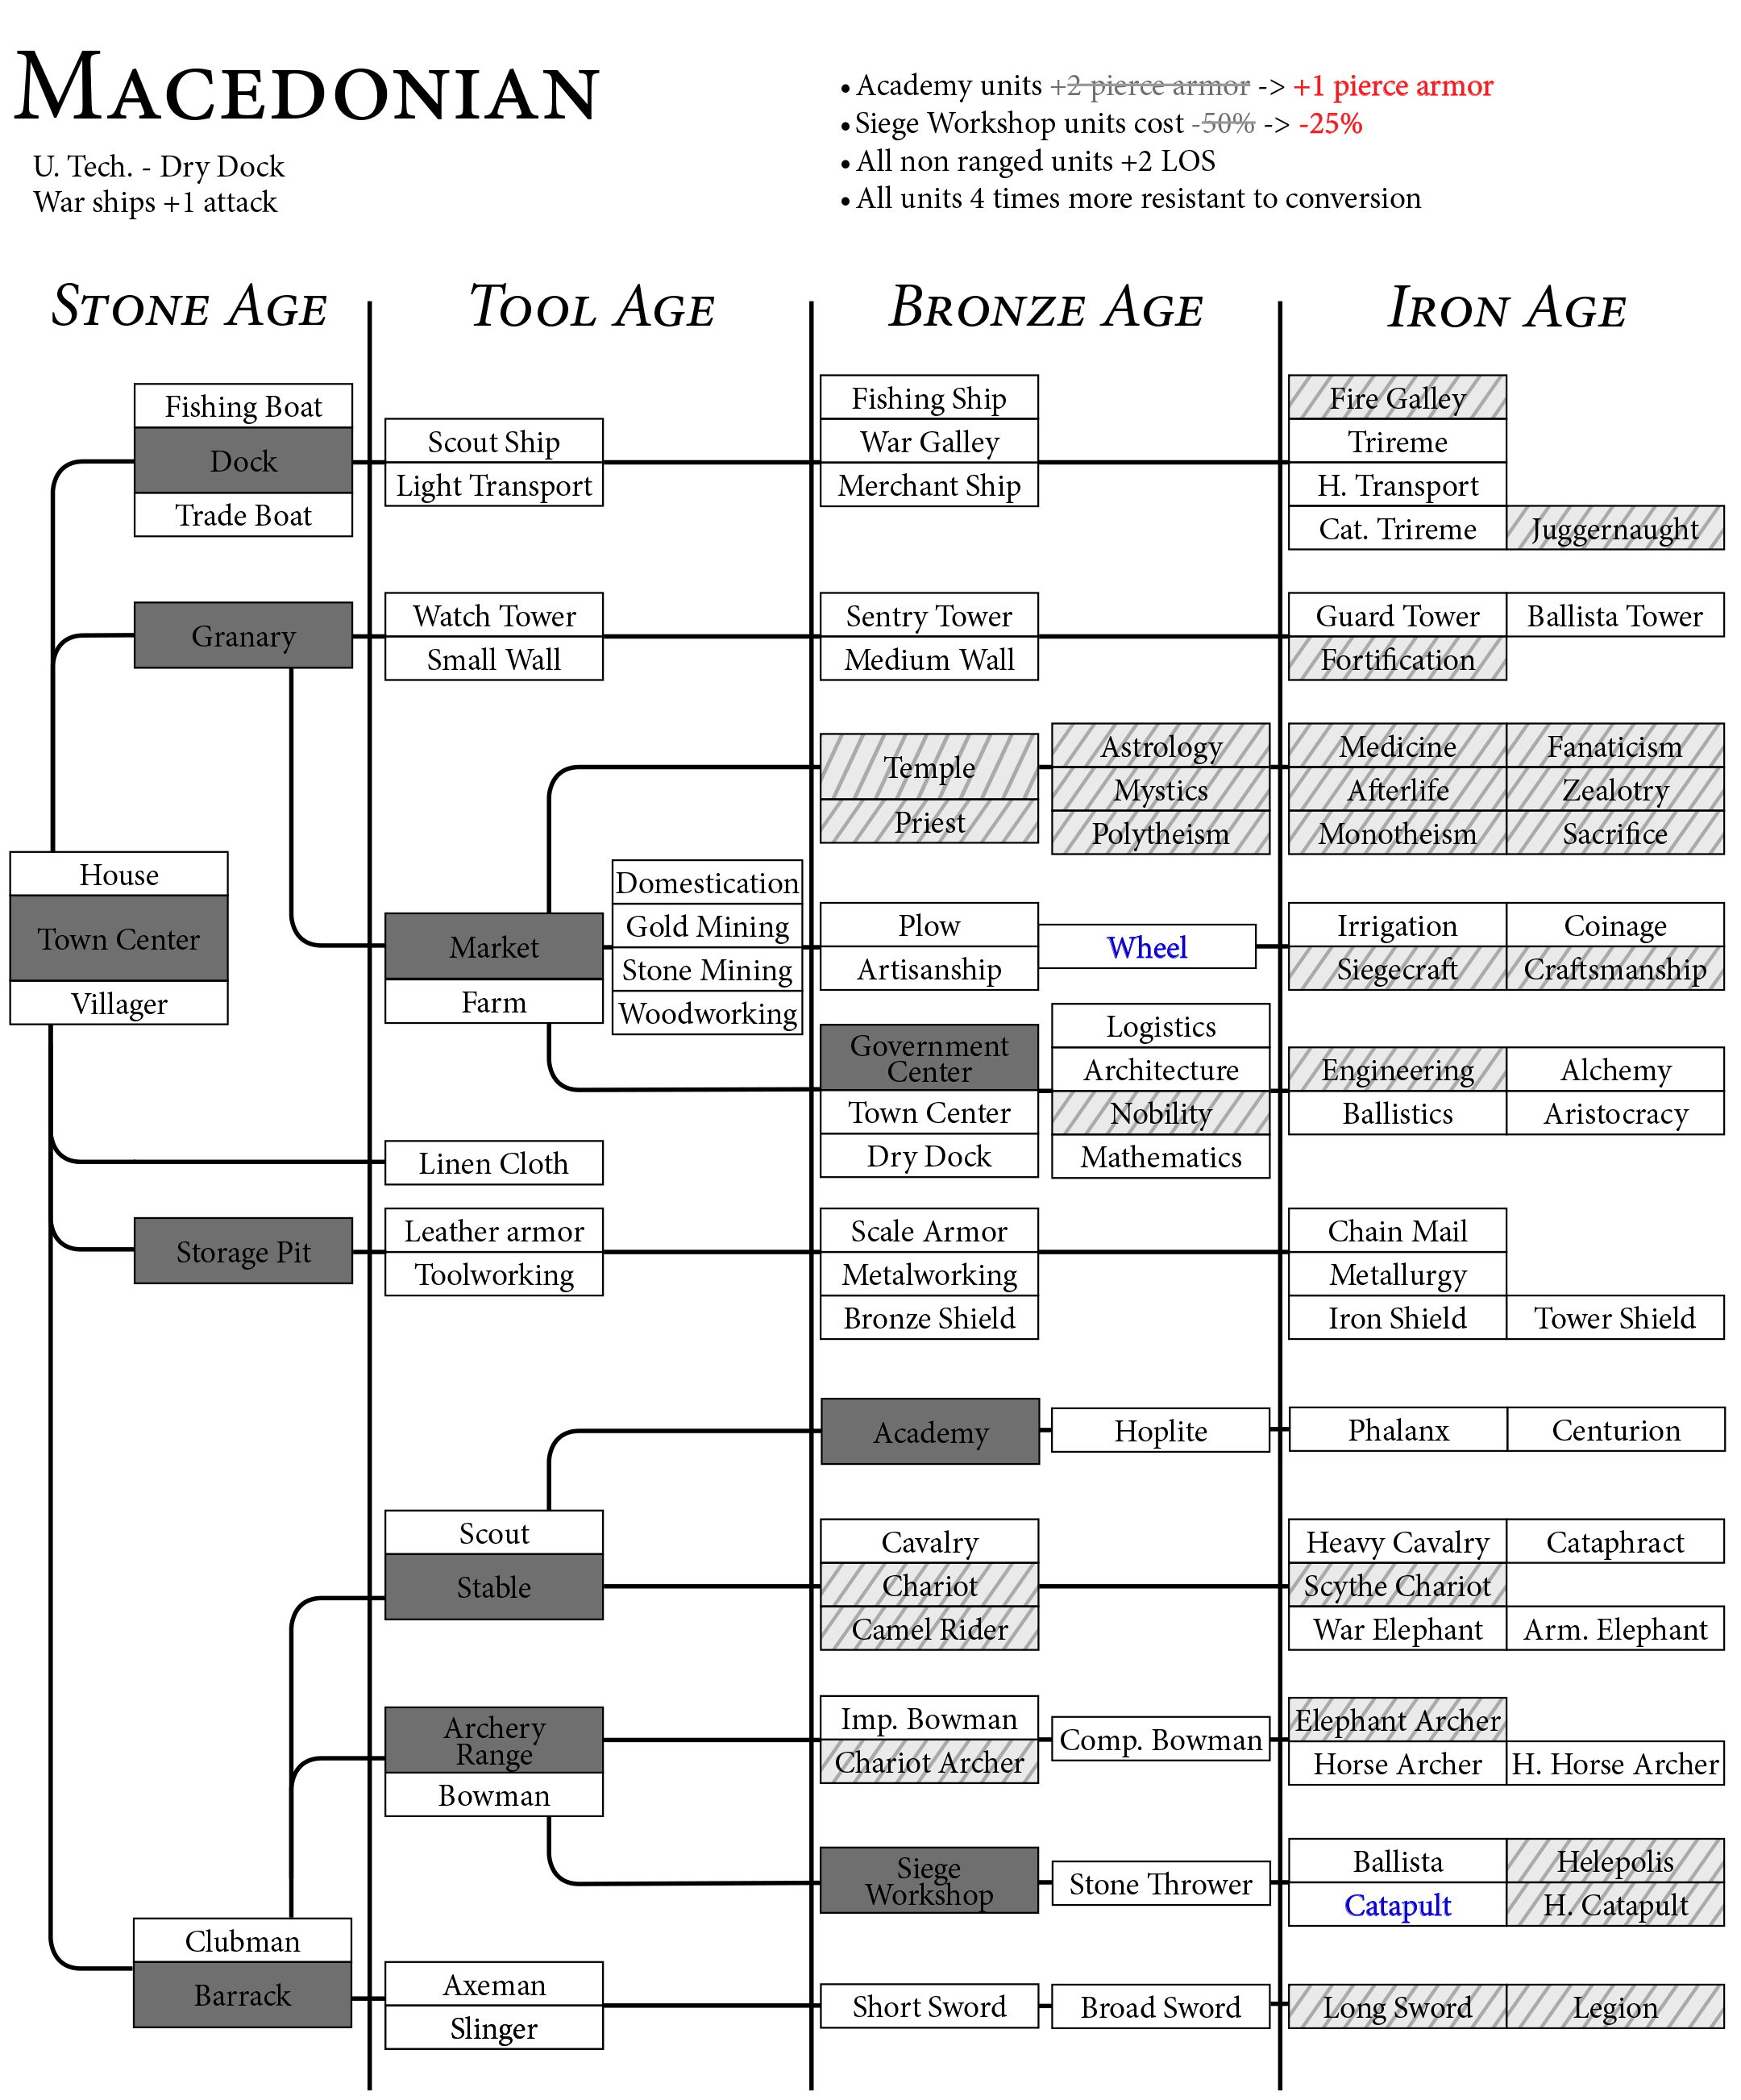 MACEDONIAN
U. Tech. - Dry Dock
War ships +1 attack
• Academy units +2 pierce armor -> +1 pierce armor
• Siege Workshop units cost -50% -> -25%
• All non ranged units +2 LOS
• All units 4 times more resistant to conversion
STONE AGE
TOOL AGE
BRONZE AGE
IRON AGE
Fishing Boat
Dock
Trade Boat
Scout Ship
Light Transport
Fishing Ship
War Galley
Merchant Ship
Fire Galley
Trireme
H. Transport
Cat. Trireme
Juggernaught
Granary
Watch Tower
Small Wall
Sentry Tower
Medium Wall
Guard Tower
Ballista Tower
Fortification
Temple
Priest
Astrology
Mystics
Polytheism
Medicine
Fanaticism
Afterlife
Zealotry
Monotheism
Sacrifice
House
Town Center
Villager
Market
Farm
Domestication
Gold Mining
Stone Mining
Woodworking
Plow
Artisanship
Wheel
Irrigation
Coinage
Siegecraft
Craftsmanship
Government
Center
Town Center
Dry Dock
Logistics
Architecture
Nobility
Mathematics
Engineering
Alchemy
Ballistics
Aristocracy
Linen Cloth
Storage Pit
Leather armor
Toolworking
Scale Armor
Metalworking
Bronze Shield
Chain Mail
Metallurgy
Iron Shield
Tower Shield
Academy
Hoplite
Phalanx
Centurion
Scout
Stable
Cavalry
Chariot
Camel Rider
Heavy Cavalry
Cataphract
Scythe Chariot
War Elephant
Arm. Elephant
Archery
Range
Bowman
Imp. Bowman
Chariot Archer
Comp. Bowman
Elephant Archer
Horse Archer
H. Horse Archer
Siege
Workshop
Stone Thrower
Ballista
Helepolis
Catapult
H. Catapult
Clubman
Barrack
Axeman
Slinger
Short Sword
Broad Sword
Long Sword
Legion